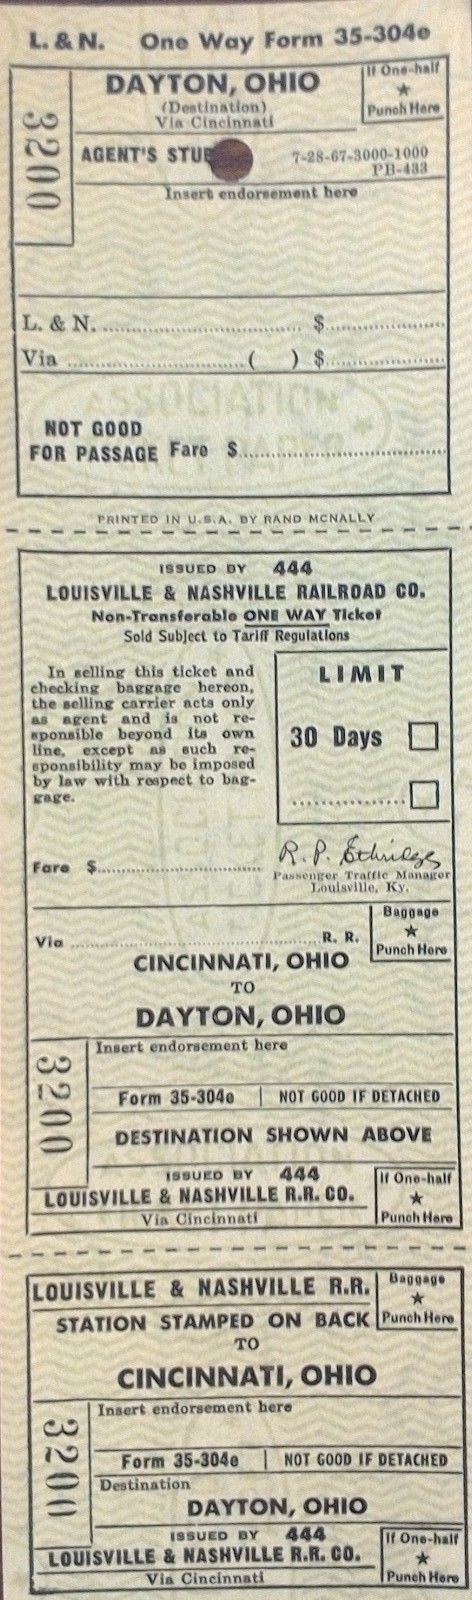 L. & N. One Way Form 35-304e
DAYTON, OHIO
(Destination)
Via Cincinnati
If One-half
★
Punch Here
3200
AGENT'S STUB
7-28-67-3000-1000
PB-433
Insert endorsement here
L. & N. .............................. $......................
Via .............................( ) $......................
ASSOCIATION
NOT GOOD
FOR PASSAGE Fare $......................................
PRINTED IN U.S.A. BY RAND MCNALLY
ISSUED BY 444
LOUISVILLE & NASHVILLE RAILROAD CO.
Non-Transferable ONE WAY Ticket
Sold Subject to Tariff Regulations
In selling this ticket and
checking baggage hereon,
the selling carrier acts only
as agent and is not re-
sponsible beyond its own
line, except as such re-
sponsibility may be imposed
by law with respect to bag-
gage.
LIMIT
30 Days
Fare $..............................
R. P. Ethridge
Passenger Traffic Manager
Louisville, Ky.
Baggage
★
Punch Here
Via ............................................. R. R.
CINCINNATI, OHIO
TO
DAYTON, OHIO
3200
Insert endorsement here
Form 35-304e | NOT GOOD IF DETACHED
DESTINATION SHOWN ABOVE
ISSUED BY 444
LOUISVILLE & NASHVILLE R.R. CO.
Via Cincinnati
If One-half
★
Punch Here
LOUISVILLE & NASHVILLE R.R.
STATION STAMPED ON BACK
Baggage
★
Punch Here
TO
CINCINNATI, OHIO
3200
Insert endorsement here
Form 35-304e | NOT GOOD IF DETACHED
Destination
DAYTON, OHIO
ISSUED BY 444
LOUISVILLE & NASHVILLE R.R. CO.
Via Cincinnati
If One-half
★
Punch Here